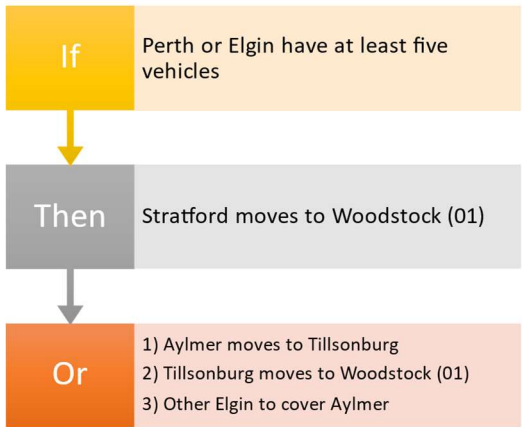 If
Perth or Elgin have at least five
vehicles
Then
Stratford moves to Woodstock (01)
Or
1) Aylmer moves to Tillsonburg
2) Tillsonburg moves to Woodstock (01)
3) Other Elgin to cover Aylmer